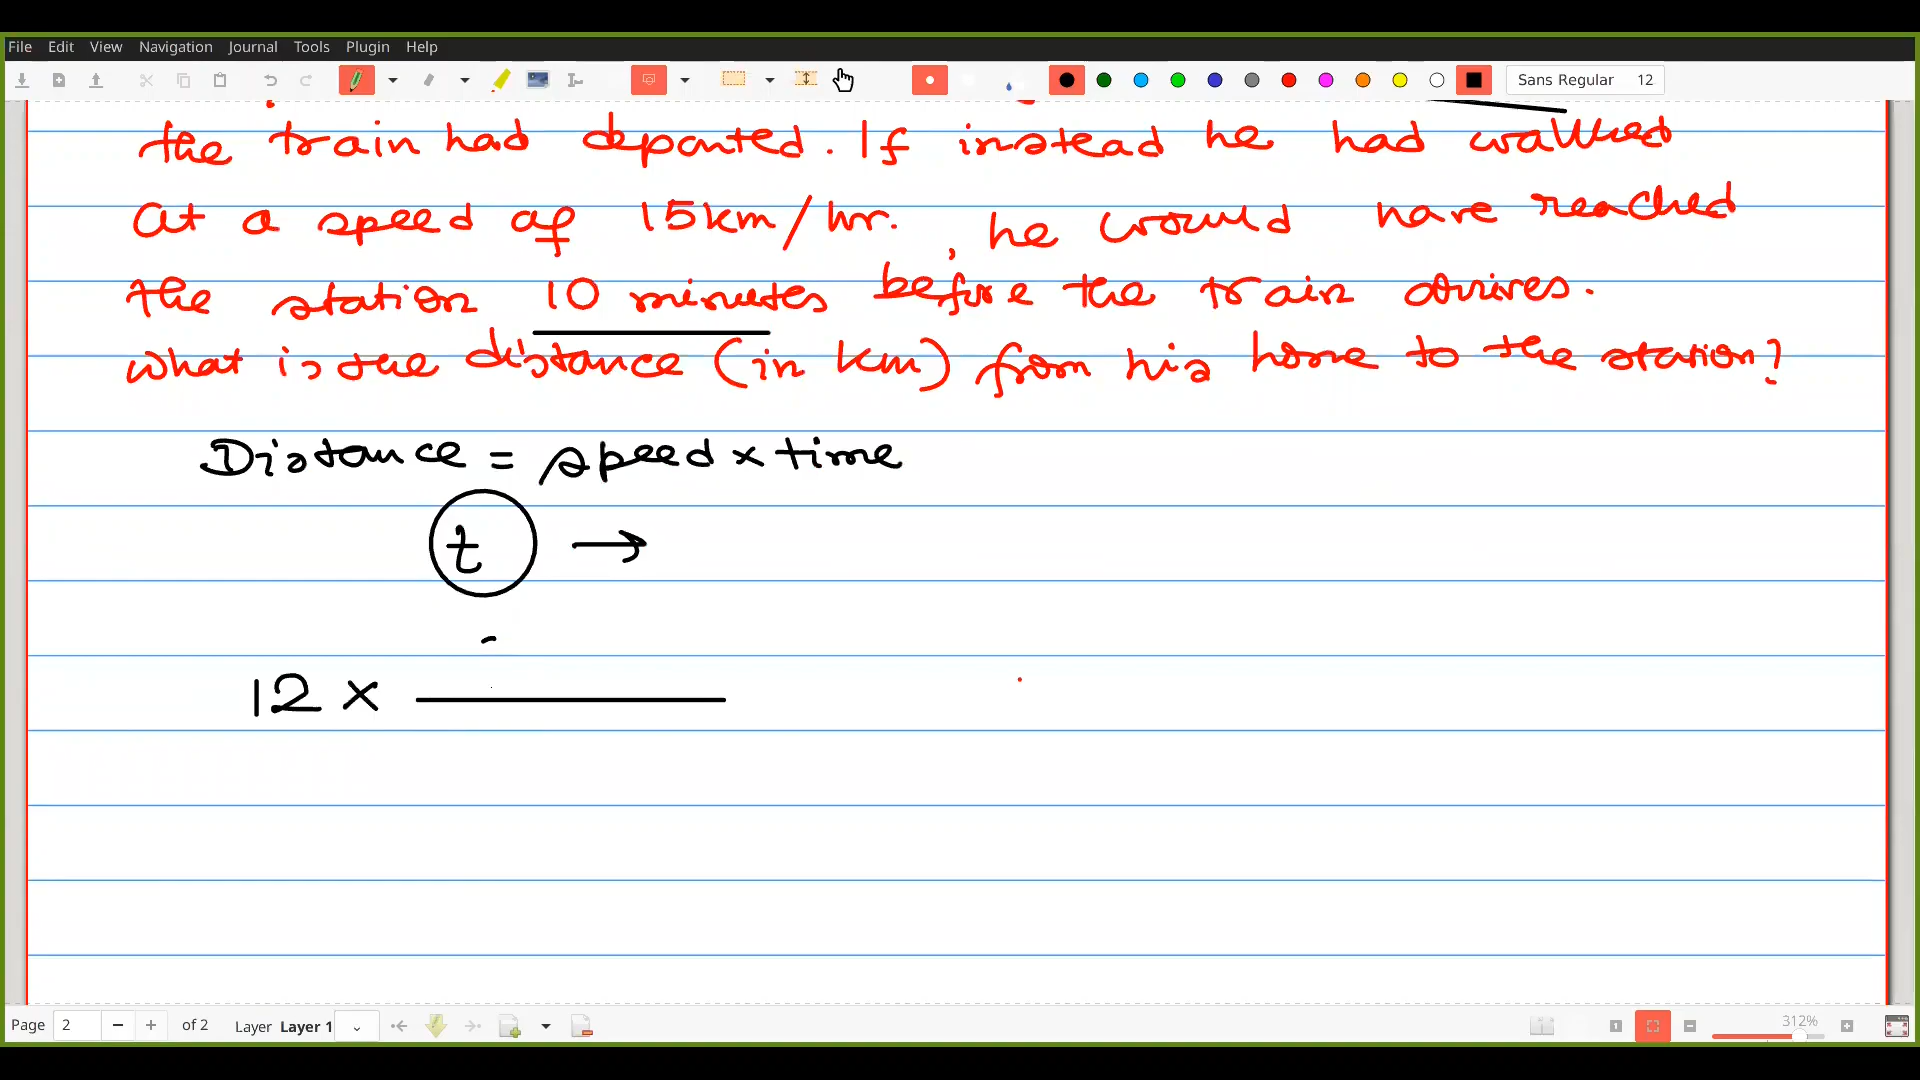 File Edit View Navigation Journal Tools Plugin Help
Sans Regular 12
the train had departed. If instead he had walked
at a speed of 15km/hr. , he would have reached
the station 10 minutes before the train arrives.
what is the distance (in km) from his home to the station?
Distance = speed x time
t →
12 x
Page 2 of 2 Layer Layer 1 312%